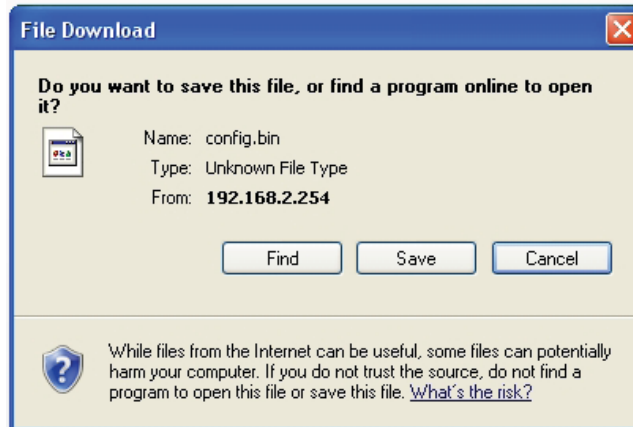 File Download
Do you want to save this file, or find a program online to open
it?
Name: config.bin
Type: Unknown File Type
From: 192.168.2.254
Find Save Cancel
While files from the Internet can be useful, some files can potentially
harm your computer. If you do not trust the source, do not find a
program to open this file or save this file. What's the risk?